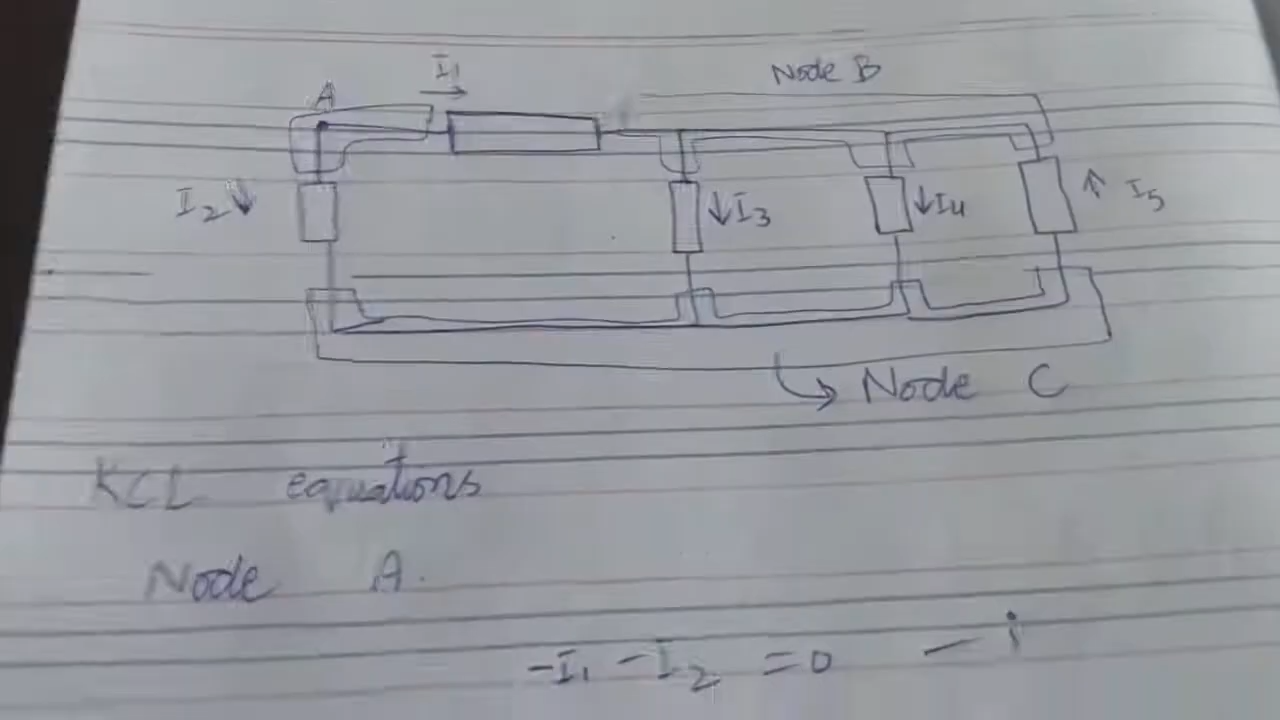 I1
Node B
A
I2
I3
I4
I5
Node C
KCL equations
Node A.
-I1 -I2 =0 — i